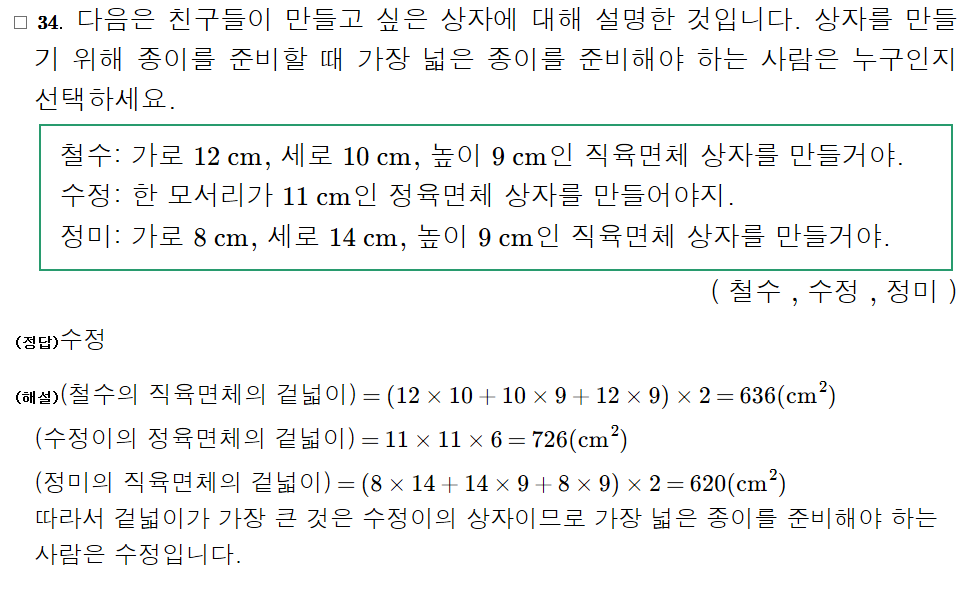 □ 34. 다음은 친구들이 만들고 싶은 상자에 대해 설명한 것입니다. 상자를 만들
기 위해 종이를 준비할 때 가장 넓은 종이를 준비해야 하는 사람은 누구인지
선택하세요.
철수: 가로 12 cm, 세로 10 cm, 높이 9 cm인 직육면체 상자를 만들거야.
수정: 한 모서리가 11 cm인 정육면체 상자를 만들어야지.
정미: 가로 8 cm, 세로 14 cm, 높이 9 cm인 직육면체 상자를 만들거야.
( 철수 , 수정 , 정미 )
(정답)수정
(해설)(철수의 직육면체의 겉넓이) = (12 × 10 + 10 × 9 + 12 × 9) × 2 = 636(cm²)
(수정이의 정육면체의 겉넓이) = 11 × 11 × 6 = 726(cm²)
(정미의 직육면체의 겉넓이) = (8 × 14 + 14 × 9 + 8 × 9) × 2 = 620(cm²)
따라서 겉넓이가 가장 큰 것은 수정이의 상자이므로 가장 넓은 종이를 준비해야 하는
사람은 수정입니다.